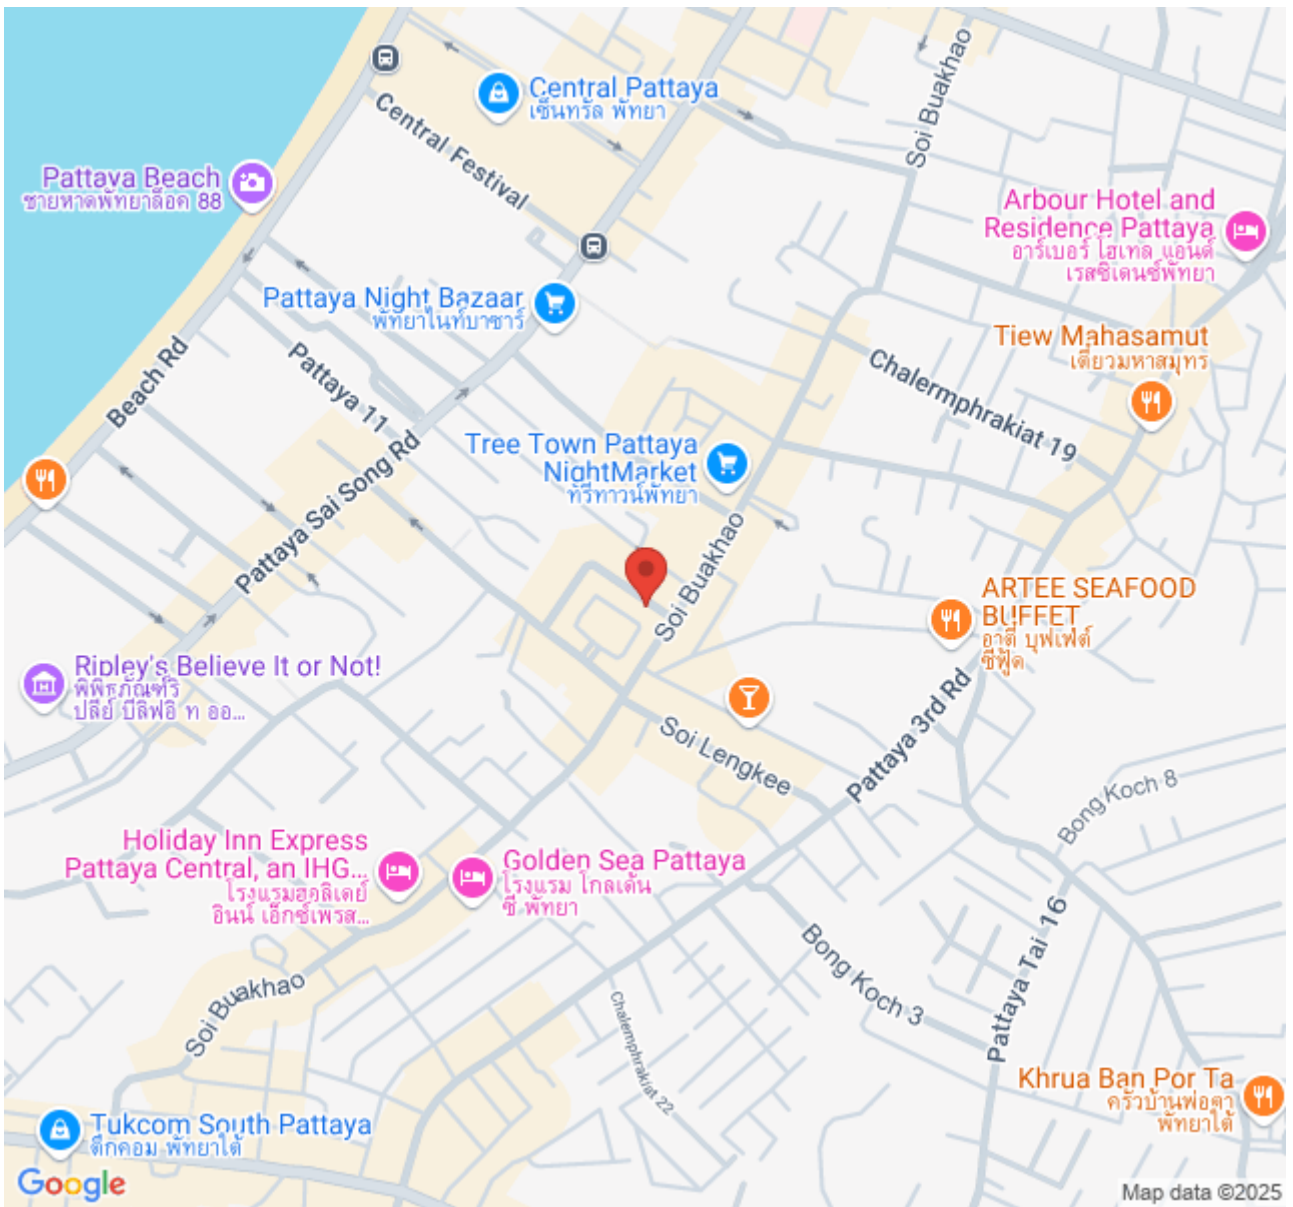 Central Pattaya
เซ็นทรัล พัทยา
Central Festival
Soi Buakhao
Pattaya Beach
ชายหาดพัทยาล็อค 88
Arbour Hotel and
Residence Pattaya
อาร์เบอร์ โฮเทล แอนด์
เรสซิเดนซ์พัทยา
Pattaya Night Bazaar
พัทยาไนท์บาซาร์
Tiew Mahasamut
เตี๋ยวมหาสมุทร
Beach Rd
Pattaya 11
Chalermphrakiat 19
Tree Town Pattaya
NightMarket
ทรีทาวน์พัทยา
Pattaya Sai Song Rd
Soi Buakhao
ARTEE SEAFOOD
BUFFET
อาตี๋ บุฟเฟ่ต์
ซีฟู้ด
Ripley's Believe It or Not!
พิพิธภัณฑ์ริ
ปลีย์ บีลีฟอิ ท ออ...
Soi Lengkee
Pattaya 3rd Rd
Bong Koch 8
Holiday Inn Express
Pattaya Central, an IHG...
โรงแรมฮอลิเดย์
อินน์ เอ็กซ์เพรส...
Golden Sea Pattaya
โรงแรม โกลเด้น
ซี พัทยา
Bong Koch 3
Pattaya Tai 16
Soi Buakhao
Chalemphrakiat 22
Khrua Ban Por Ta
ครัวบ้านพ่อตา
พัทยาใต้
Tukcom South Pattaya
ตึกคอม พัทยาใต้
Google
Map data ©2025